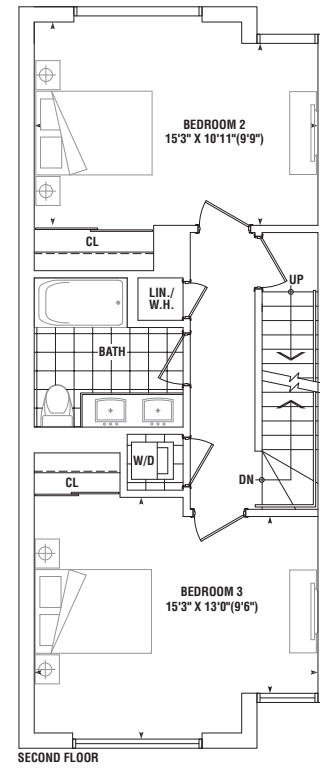 BEDROOM 2
15'3" X 10'11"(9'9")
CL
UP
LIN./
W.H.
BATH
W/D
DN
CL
BEDROOM 3
15'3" X 13'0"(9'6")
SECOND FLOOR